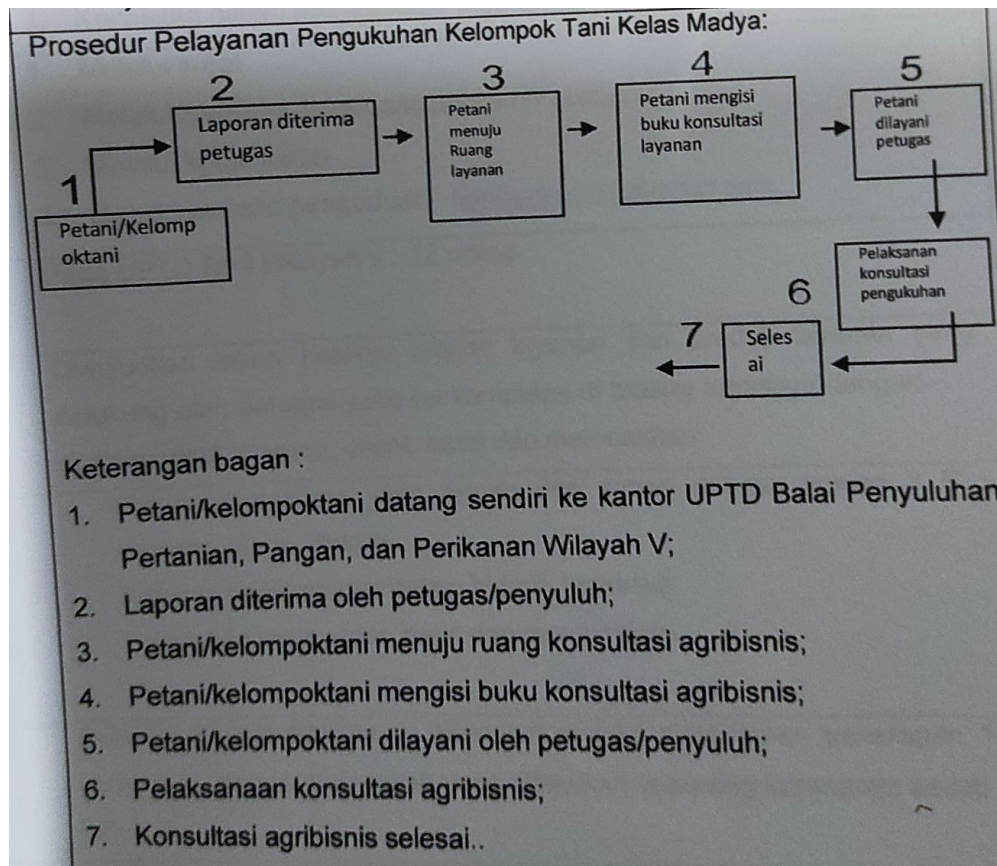 Prosedur Pelayanan Pengukuhan Kelompok Tani Kelas Madya:
1
Petani/Kelomp
oktani
2
Laporan diterima
petugas
3
Petani
menuju
Ruang
layanan
4
Petani mengisi
buku konsultasi
layanan
5
Petani
dilayani
petugas
6
Pelaksanan
konsultasi
pengukuhan
7
Seles
ai
Keterangan bagan :
1. Petani/kelompoktani datang sendiri ke kantor UPTD Balai Penyuluhan
Pertanian, Pangan, dan Perikanan Wilayah V;
2. Laporan diterima oleh petugas/penyuluh;
3. Petani/kelompoktani menuju ruang konsultasi agribisnis;
4. Petani/kelompoktani mengisi buku konsultasi agribisnis;
5. Petani/kelompoktani dilayani oleh petugas/penyuluh;
6. Pelaksanaan konsultasi agribisnis;
7. Konsultasi agribisnis selesai..